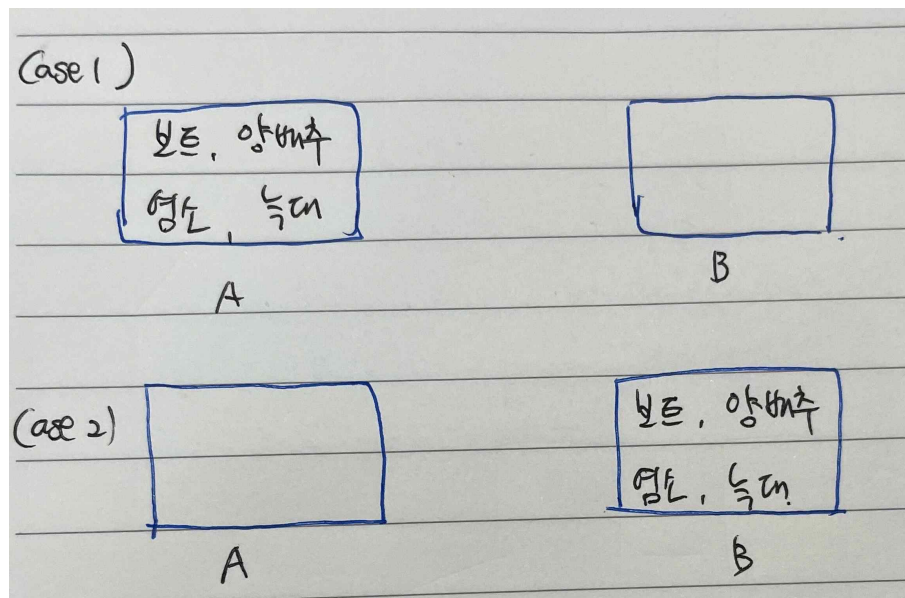 Case 1)
보트, 양배추
염소, 늑대
A
B
Case 2)
보트, 양배추
염소, 늑대.
A
B